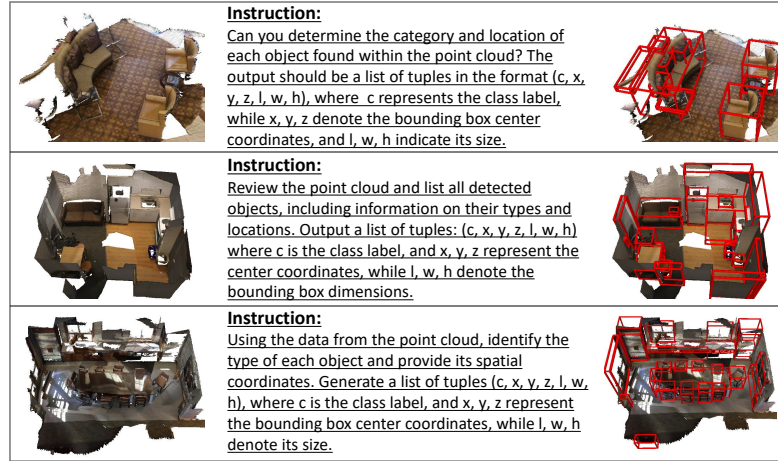 Instruction:
Can you determine the category and location of
each object found within the point cloud? The
output should be a list of tuples in the format (c, x,
y, z, l, w, h), where c represents the class label,
while x, y, z denote the bounding box center
coordinates, and l, w, h indicate its size.
Instruction:
Review the point cloud and list all detected
objects, including information on their types and
locations. Output a list of tuples: (c, x, y, z, l, w, h)
where c is the class label, and x, y, z represent the
center coordinates, while l, w, h denote the
bounding box dimensions.
Instruction:
Using the data from the point cloud, identify the
type of each object and provide its spatial
coordinates. Generate a list of tuples (c, x, y, z, l, w,
h), where c is the class label, and x, y, z represent
the bounding box center coordinates, while l, w, h
denote its size.